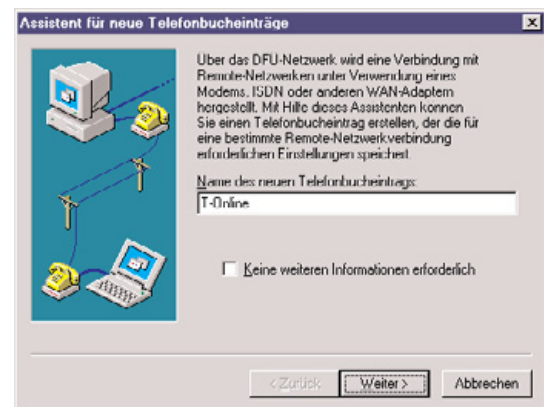 Assistent für neue Telefonbucheinträge
Über das DFÜ-Netzwerk wird eine Verbindung mit
Remote-Netzwerken unter Verwendung eines
Modems, ISDN oder anderen WAN-Adaptern
hergestellt. Mit Hilfe dieses Assistenten können
Sie einen Telefonbucheintrag erstellen, der die für
eine bestimmte Remote-Netzwerkverbindung
erforderlichen Einstellungen speichert.
Name des neuen Telefonbucheintrags:
T-Online
Keine weiteren Informationen erforderlich
< Zurück
Weiter >
Abbrechen